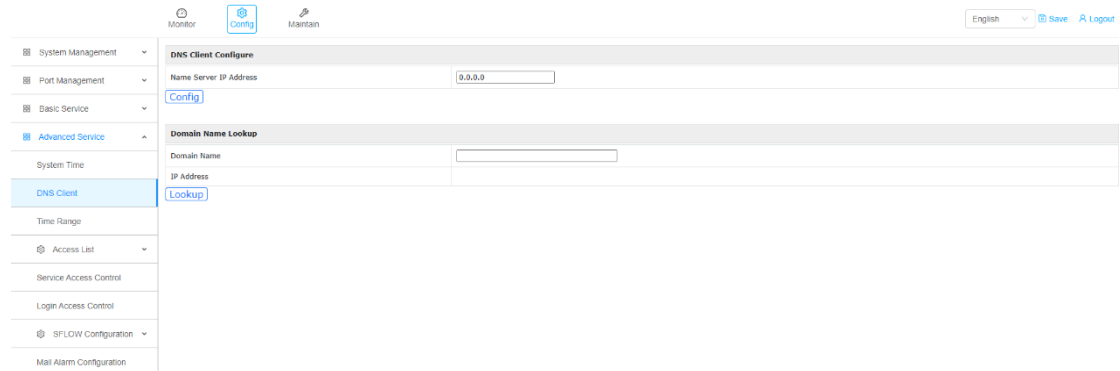 Monitor
Config
Maintain
English
Save
Logout
System Management
Port Management
Basic Service
Advanced Service
System Time
DNS Client
Time Range
Access List
Service Access Control
Login Access Control
SFLOW Configuration
Mail Alarm Configuration
DNS Client Configure
Name Server IP Address
0.0.0.0
Config
Domain Name Lookup
Domain Name
IP Address
Lookup